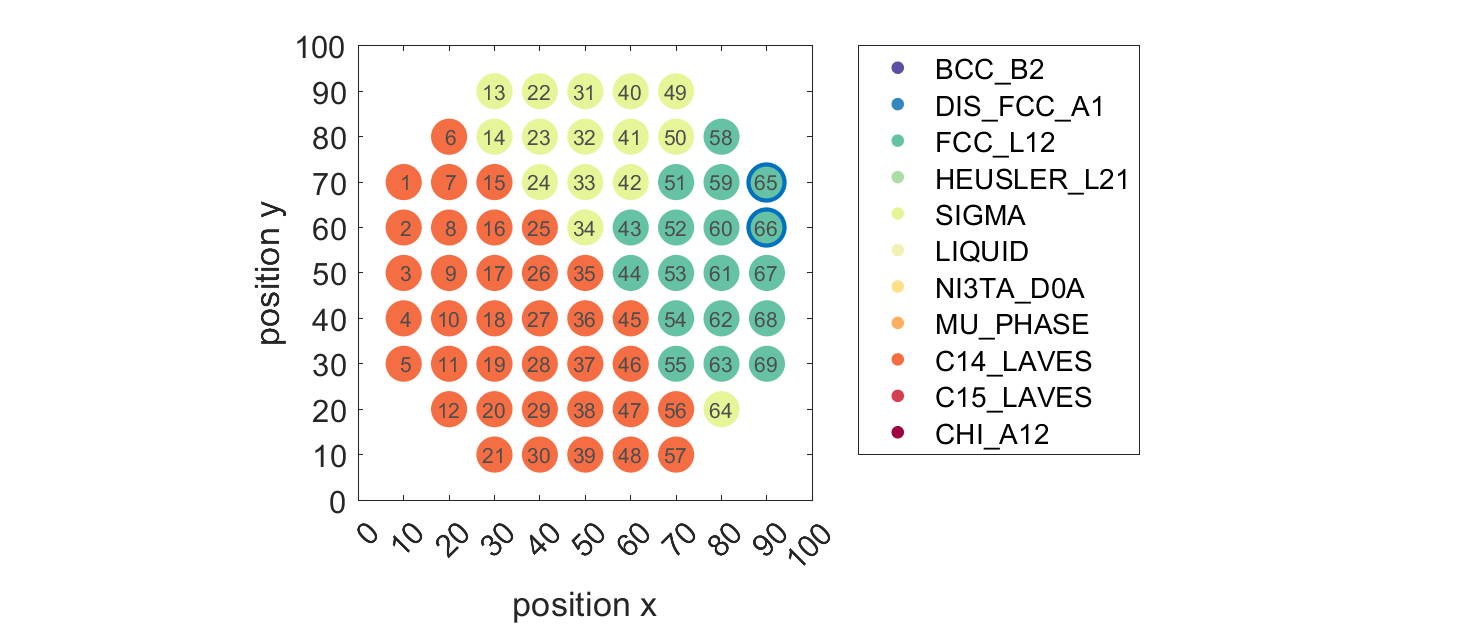 100
90
80
70
60
50
40
30
20
10
0
position y
13 22 31 40 49
6 14 23 32 41 50 58
1 7 15 24 33 42 51 59 65
2 8 16 25 34 43 52 60 66
3 9 17 26 35 44 53 61 67
4 10 18 27 36 45 54 62 68
5 11 19 28 37 46 55 63 69
12 20 29 38 47 56 64
21 30 39 48 57
0 10 20 30 40 50 60 70 80 90 100
position x
BCC_B2
DIS_FCC_A1
FCC_L12
HEUSLER_L21
SIGMA
LIQUID
NI3TA_D0A
MU_PHASE
C14_LAVES
C15_LAVES
CHI_A12